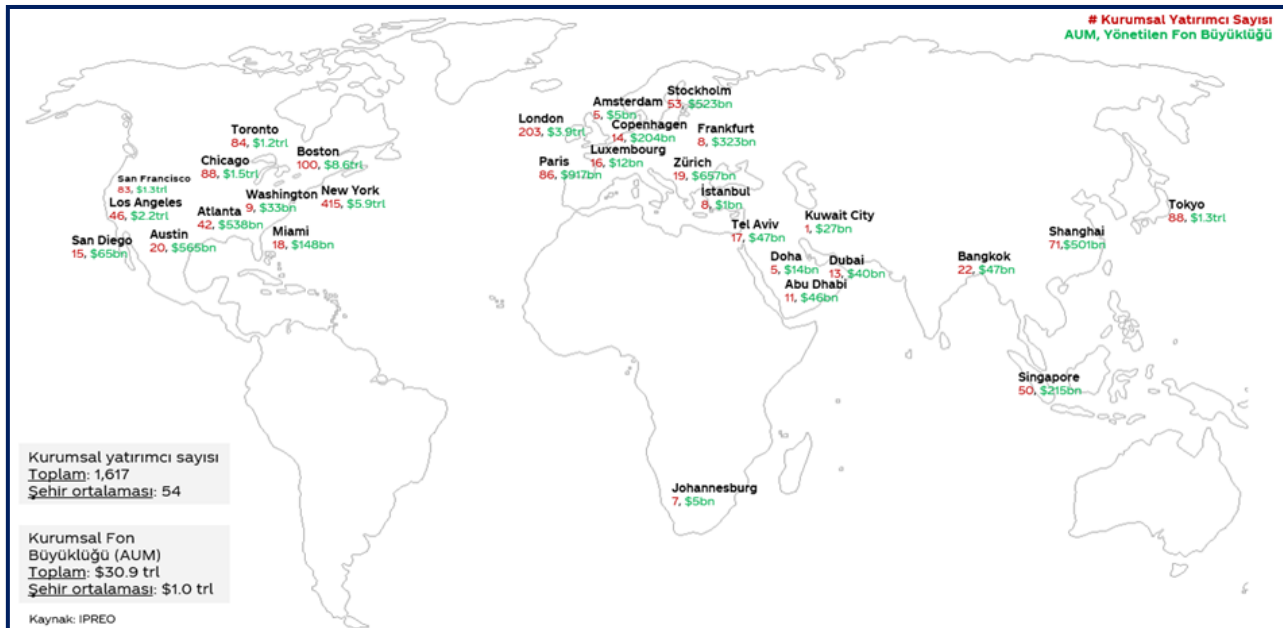 # Kurumsal Yatırımcı Sayısı
AUM, Yönetilen Fon Büyüklüğü
Stockholm
53, $523bn
Amsterdam
5, $5bn
London
203, $3.9trl
Copenhagen
14, $204bn
Frankfurt
8, $323bn
Luxembourg
16, $12bn
Paris
86, $917bn
Zürich
19, $657bn
İstanbul
8, $1bn
Toronto
84, $1.2trl
Boston
100, $8.6trl
Chicago
88, $1.5trl
San Francisco
83, $1.3trl
Washington
9, $33bn
New York
415, $5.9trl
Los Angeles
46, $2.2trl
Atlanta
42, $538bn
Miami
18, $148bn
San Diego
15, $65bn
Austin
20, $565bn
Tel Aviv
17, $47bn
Kuwait City
1, $27bn
Doha
5, $14bn
Dubai
13, $40bn
Abu Dhabi
11, $46bn
Tokyo
88, $1.3trl
Shanghai
71,$501bn
Bangkok
22, $47bn
Singapore
50, $215bn
Johannesburg
7, $5bn
Kurumsal yatırımcı sayısı
Toplam: 1,617
Şehir ortalaması: 54
Kurumsal Fon
Büyüklüğü (AUM)
Toplam: $30.9 trl
Şehir ortalaması: $1.0 trl
Kaynak: IPREO